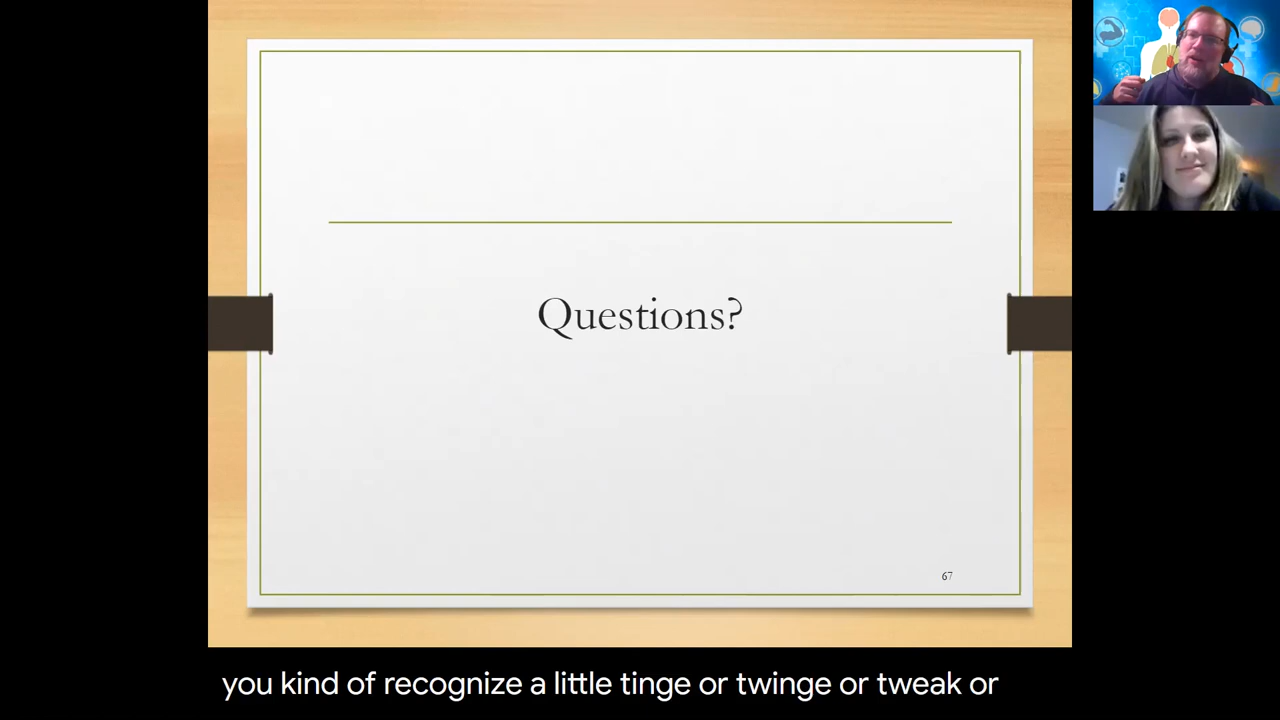 Questions?
67
you kind of recognize a little tinge or twinge or tweak or